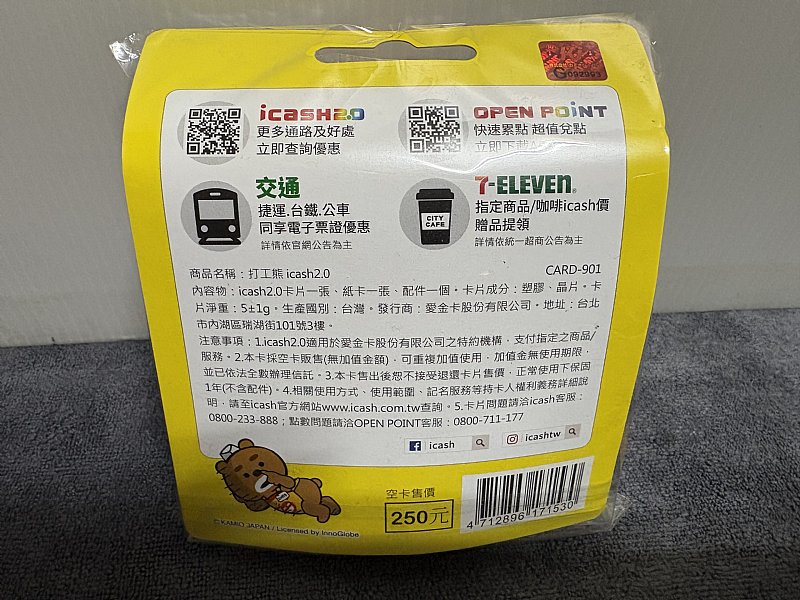 G092993
icash2.0
更多通路及好處
立即查詢優惠
OPEN POiNT
快速累點 超值兌點
立即下載
交通
捷運.台鐵.公車
同享電子票證優惠
詳情依官網公告為主
CITY
CAFE
7-ELEVEN®
指定商品/咖啡icash價
贈品提領
詳情依統一超商公告為主
商品名稱：打工熊 icash2.0
CARD-901
內容物：icash2.0卡片一張、紙卡一張、配件一個。卡片成分：塑膠、晶片。卡
片淨重：5±1g。生產國別：台灣。發行商：愛金卡股份有限公司。地址：台北
市內湖區瑞湖街101號3樓。
注意事項：1.icash2.0適用於愛金卡股份有限公司之特約機構，支付指定之商品/
服務。2.本卡採空卡販售(無加值金額)，可重複加值使用，加值金無使用期限，
並已依法全數辦理信託。3.本卡售出後恕不接受退還卡片售價，正常使用下保固
1年(不含配件)。4.相關使用方式、使用範圍、記名服務等持卡人權利義務詳細說
明，請至icash官方網站www.icash.com.tw查詢。5.卡片問題請洽icash客服：
0800-233-888；點數問題請洽OPEN POINT客服：0800-711-177
icash
icashtw
空卡售價
250元
4 712896 171530
©KAMIO JAPAN / Licensed by InnoGlobe